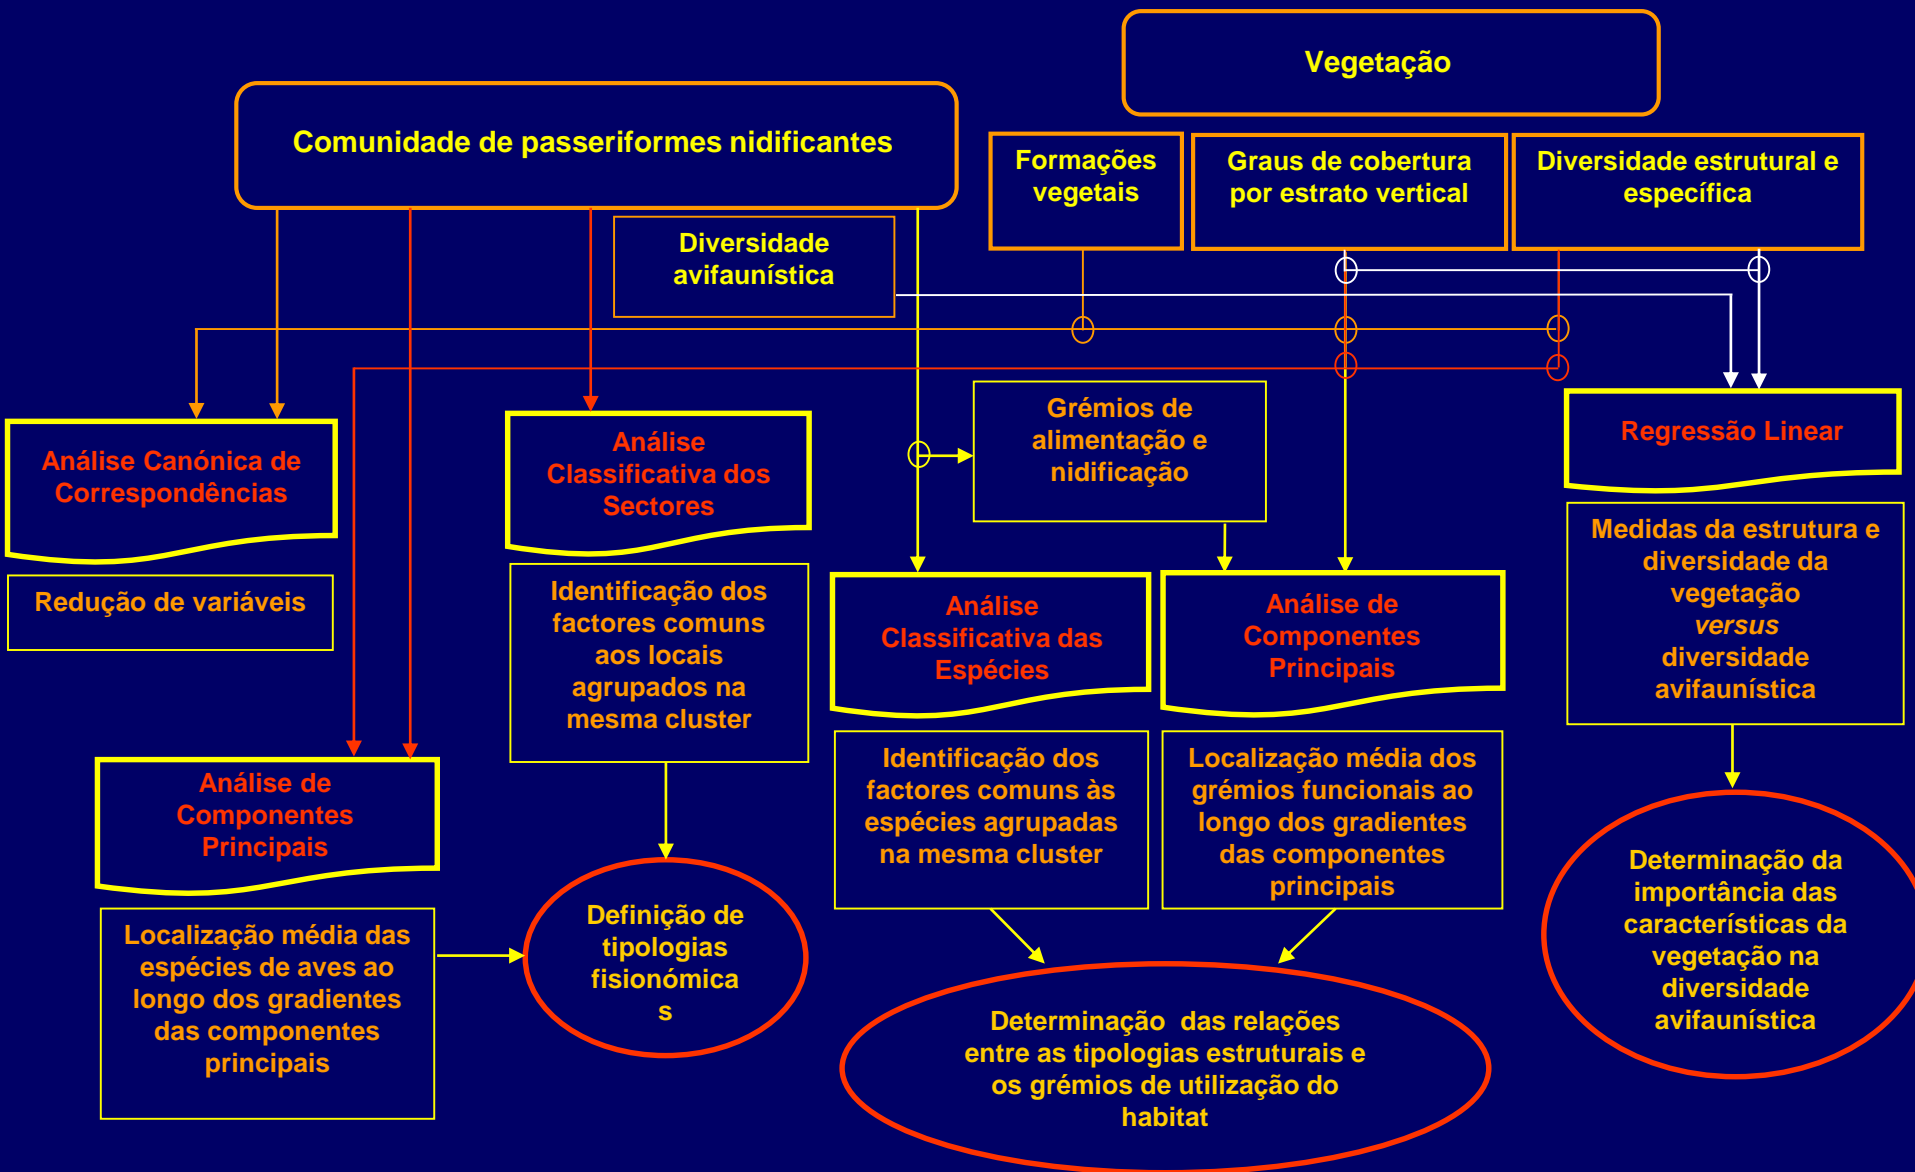 Vegetação
Comunidade de passeriformes nidificantes
Formações
vegetais
Graus de cobertura
por estrato vertical
Diversidade estrutural e
específica
Diversidade
avifaunística
Análise Canónica de
Correspondências
Redução de variáveis
Análise
Classificativa dos
Sectores
Identificação dos
factores comuns
aos locais
agrupados na
mesma cluster
Grémios de
alimentação e
nidificação
Regressão Linear
Medidas da estrutura e
diversidade da
vegetação
versus
diversidade
avifaunística
Análise
Classificativa das
Espécies
Análise de
Componentes
Principais
Identificação dos
factores comuns às
espécies agrupadas
na mesma cluster
Localização média dos
grémios funcionais ao
longo dos gradientes
das componentes
principais
Análise de
Componentes
Principais
Localização média das
espécies de aves ao
longo dos gradientes
das componentes
principais
Definição de
tipologias
fisionómica
s
Determinação  das relações
entre as tipologias estruturais e
os grémios de utilização do
habitat
Determinação da
importância das
características da
vegetação na
diversidade
avifaunística